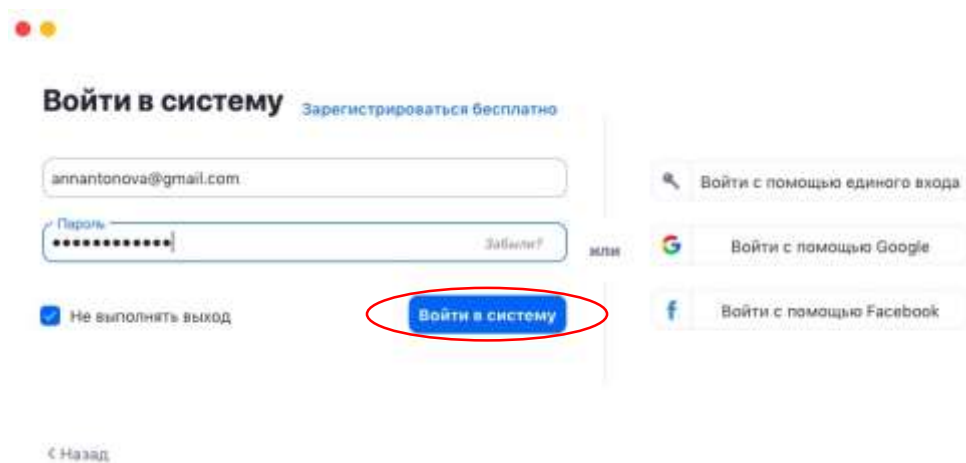 Войти в систему Зарегистрироваться бесплатно
annantonova@gmail.com
Пароль
•••••••••••• Забыли?
Не выполнять выход Войти в систему
или
Войти с помощью единого входа
Войти с помощью Google
Войти с помощью Facebook
< Назад